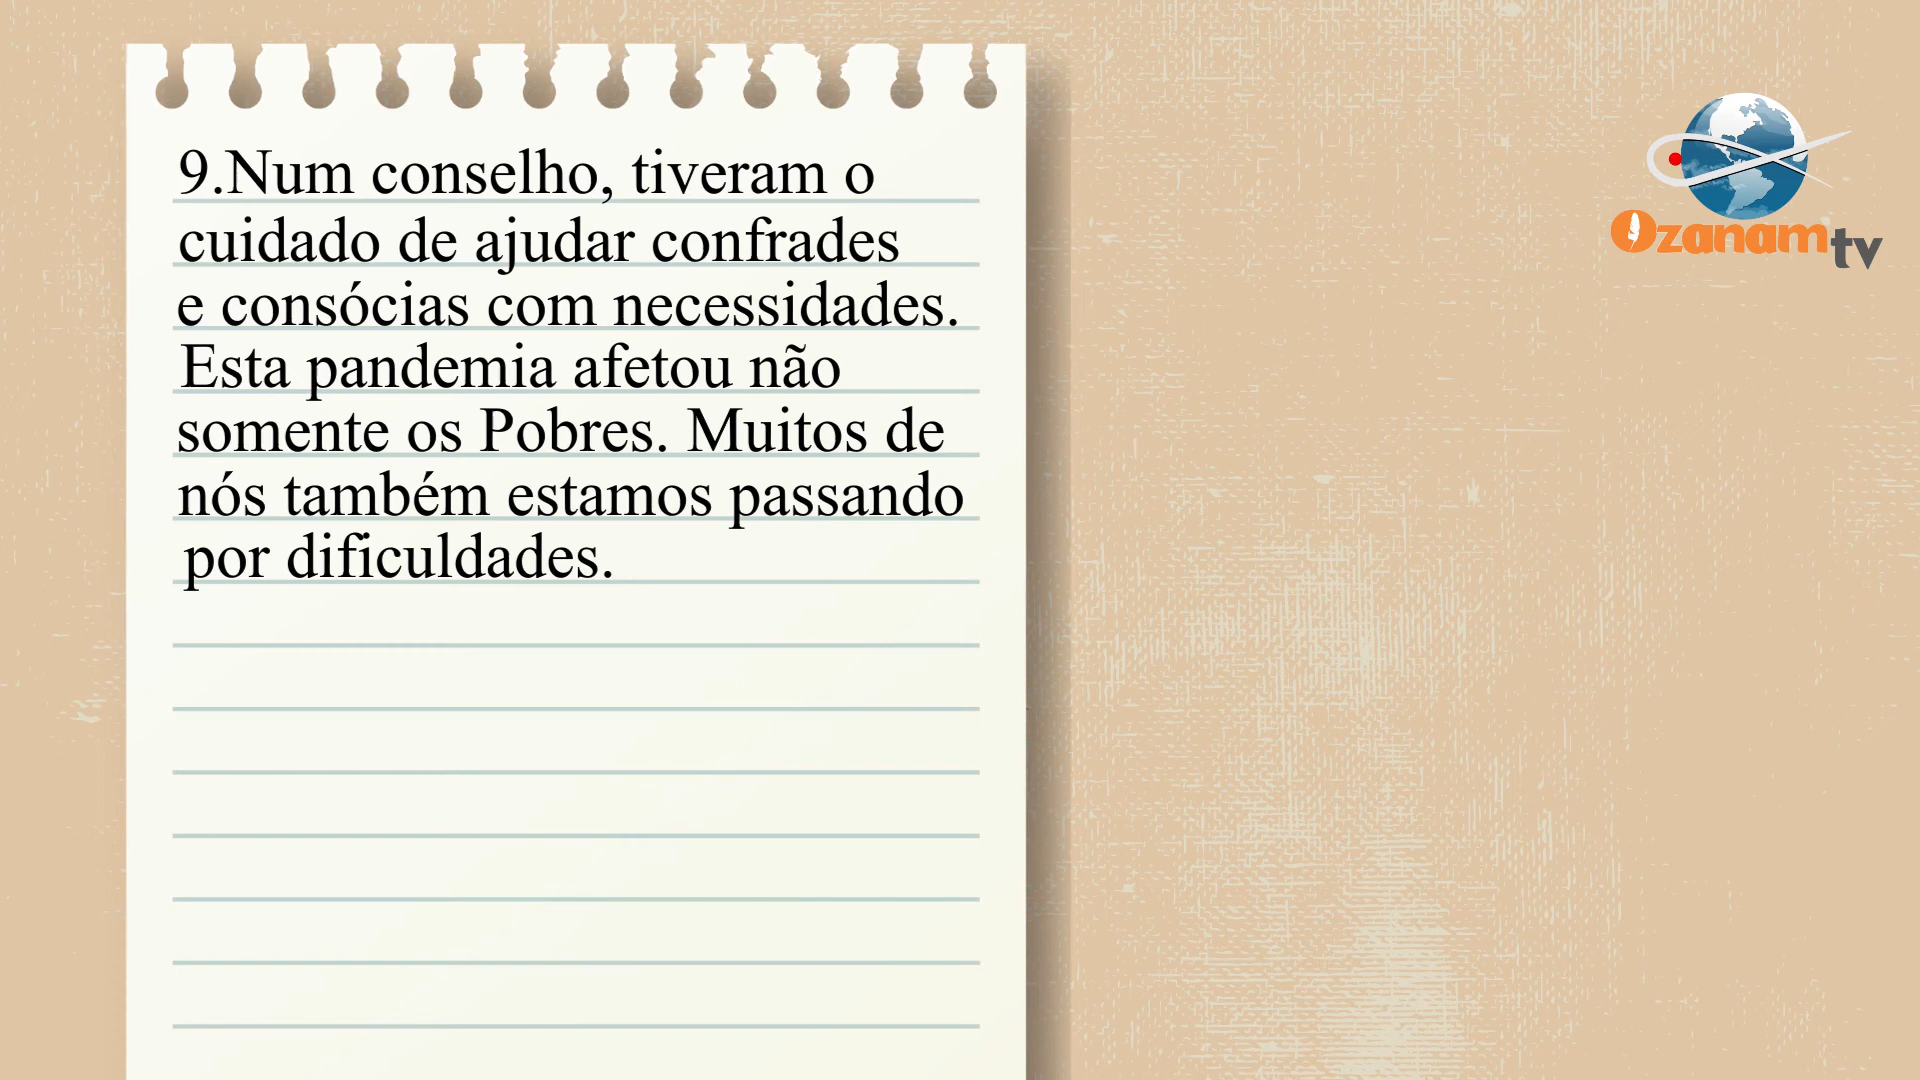 9.Num conselho, tiveram o
cuidado de ajudar confrades
e consócias com necessidades.
Esta pandemia afetou não
somente os Pobres. Muitos de
nós também estamos passando
por dificuldades.
Ozanam tv